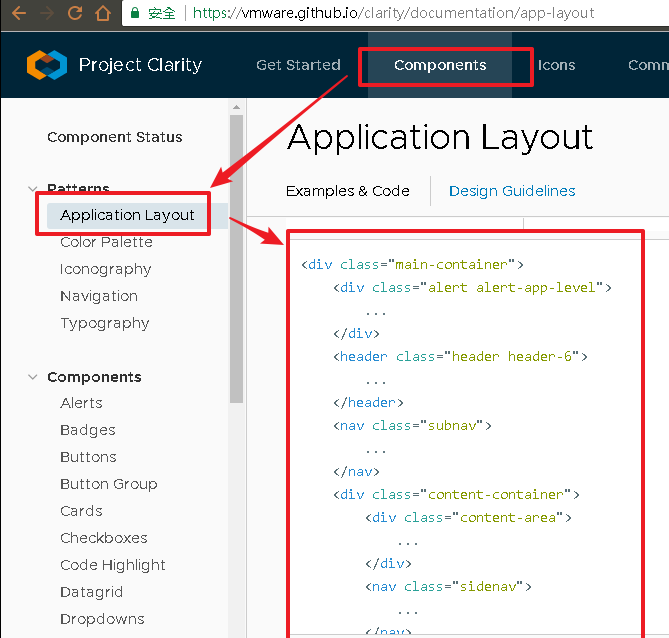 安全 https://vmware.github.io/clarity/documentation/app-layout
Project Clarity Get Started Components Icons Comm
Component Status
Patterns
Application Layout
Color Palette
Iconography
Navigation
Typography
Components
Alerts
Badges
Buttons
Button Group
Cards
Checkboxes
Code Highlight
Datagrid
Dropdowns
Application Layout
Examples & Code Design Guidelines
<div class="main-container">
<div class="alert alert-app-level">
...
</div>
<header class="header header-6">
...
</header>
<nav class="subnav">
...
</nav>
<div class="content-container">
<div class="content-area">
...
</div>
<nav class="sidenav">
...
</nav>